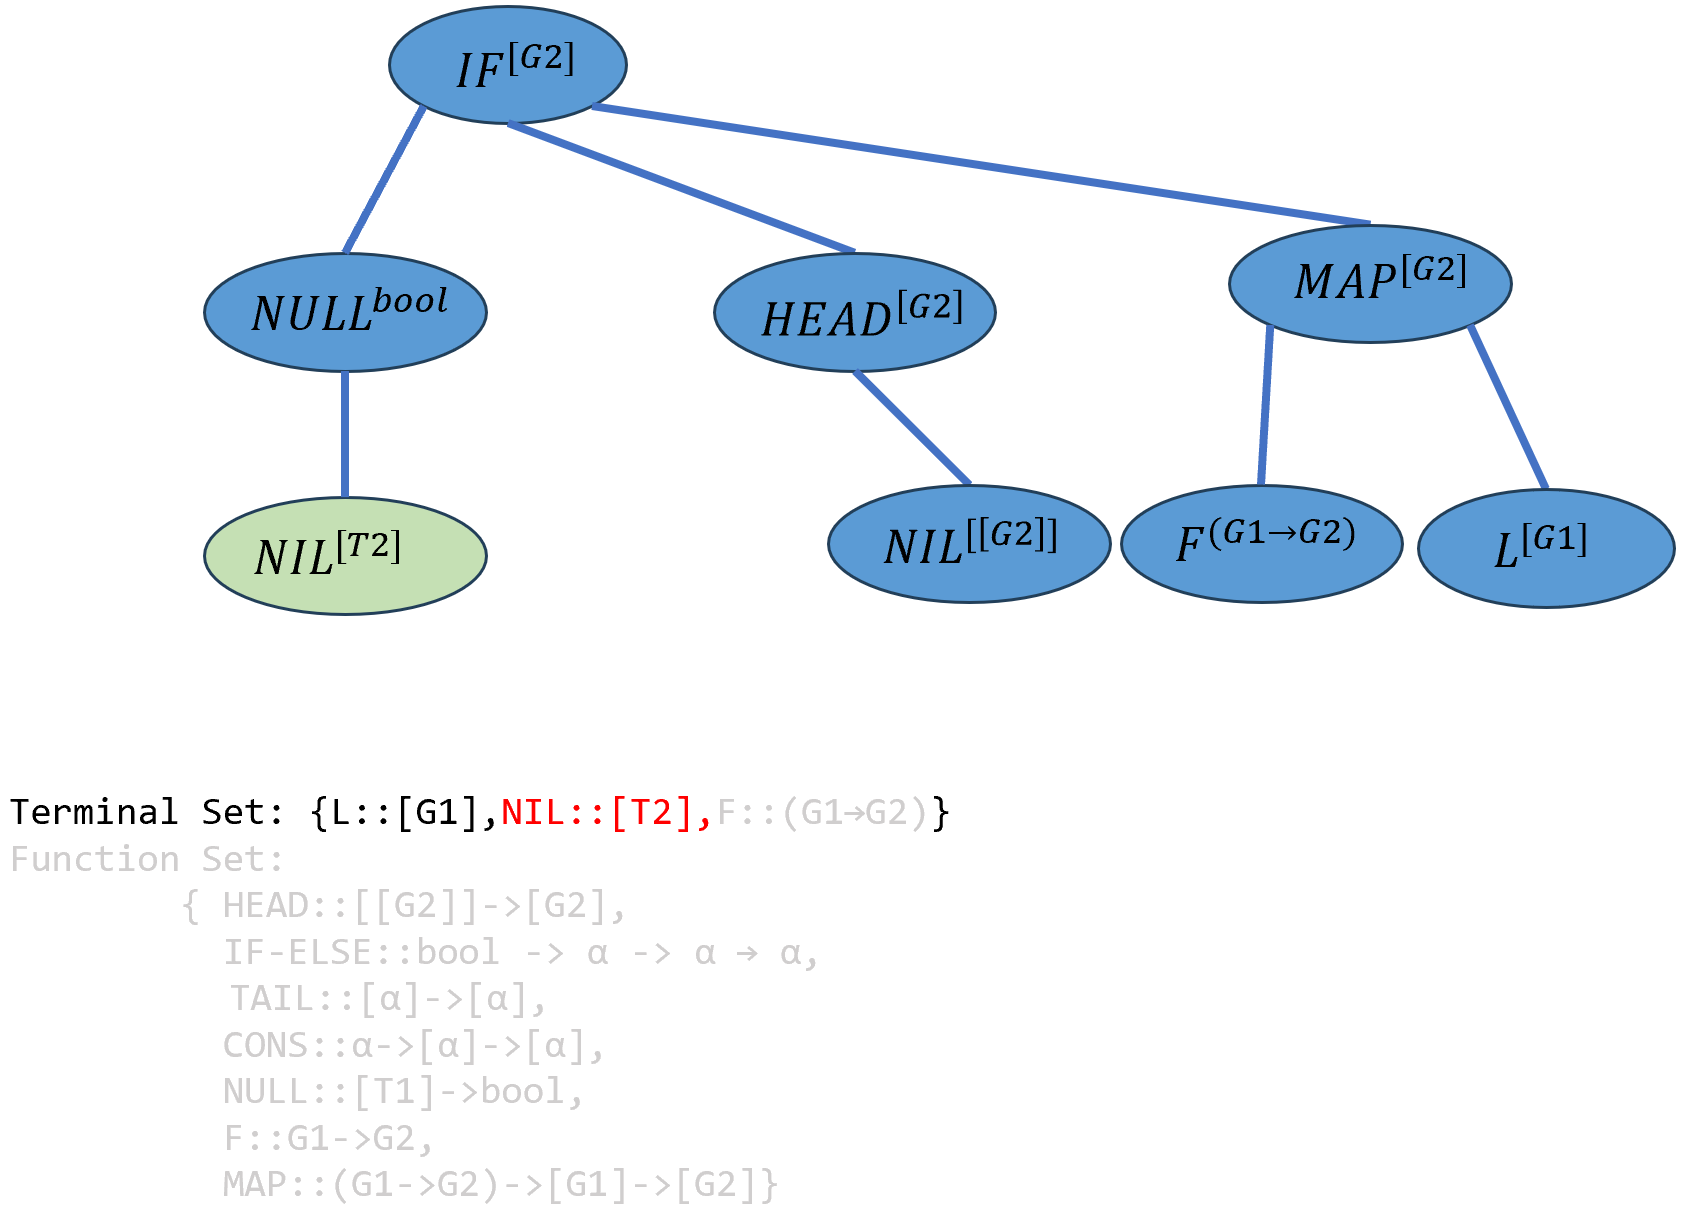 IF^[G2]
NULL^bool
HEAD^[G2]
MAP^[G2]
NIL^[T2]
NIL^[[G2]]
F^(G1→G2)
L^[G1]
Terminal Set: {L::[G1],NIL::[T2],F::(G1→G2)}
Function Set:
{ HEAD::[[G2]]->[G2],
IF-ELSE::bool -> α -> α → α,
TAIL::[α]->[α],
CONS::α->[α]->[α],
NULL::[T1]->bool,
F::G1->G2,
MAP::(G1->G2)->[G1]->[G2]}